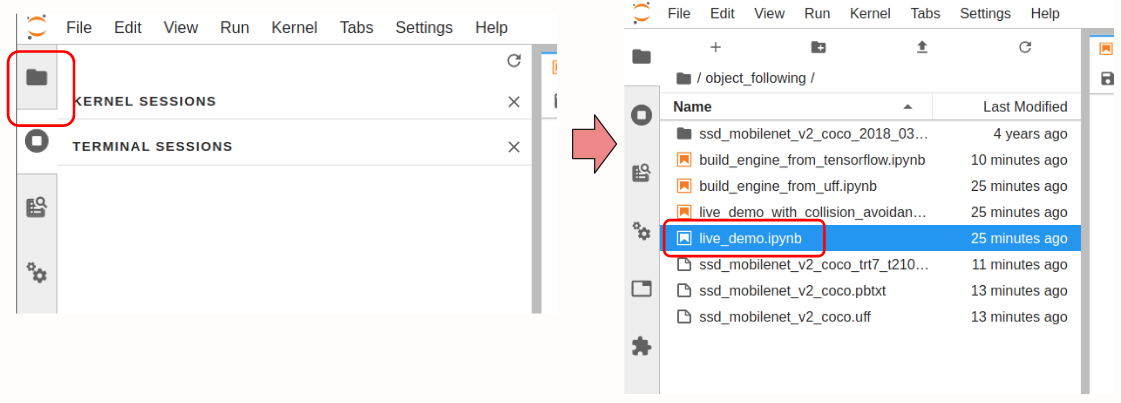 File Edit View Run Kernel Tabs Settings Help
KERNEL SESSIONS
TERMINAL SESSIONS
File Edit View Run Kernel Tabs Settings Help
/ object_following /
Name Last Modified
ssd_mobilenet_v2_coco_2018_03... 4 years ago
build_engine_from_tensorflow.ipynb 10 minutes ago
build_engine_from_uff.ipynb 25 minutes ago
live_demo_with_collision_avoidan... 25 minutes ago
live_demo.ipynb 25 minutes ago
ssd_mobilenet_v2_coco_trt7_t210... 11 minutes ago
ssd_mobilenet_v2_coco.pbtxt 13 minutes ago
ssd_mobilenet_v2_coco.uff 13 minutes ago